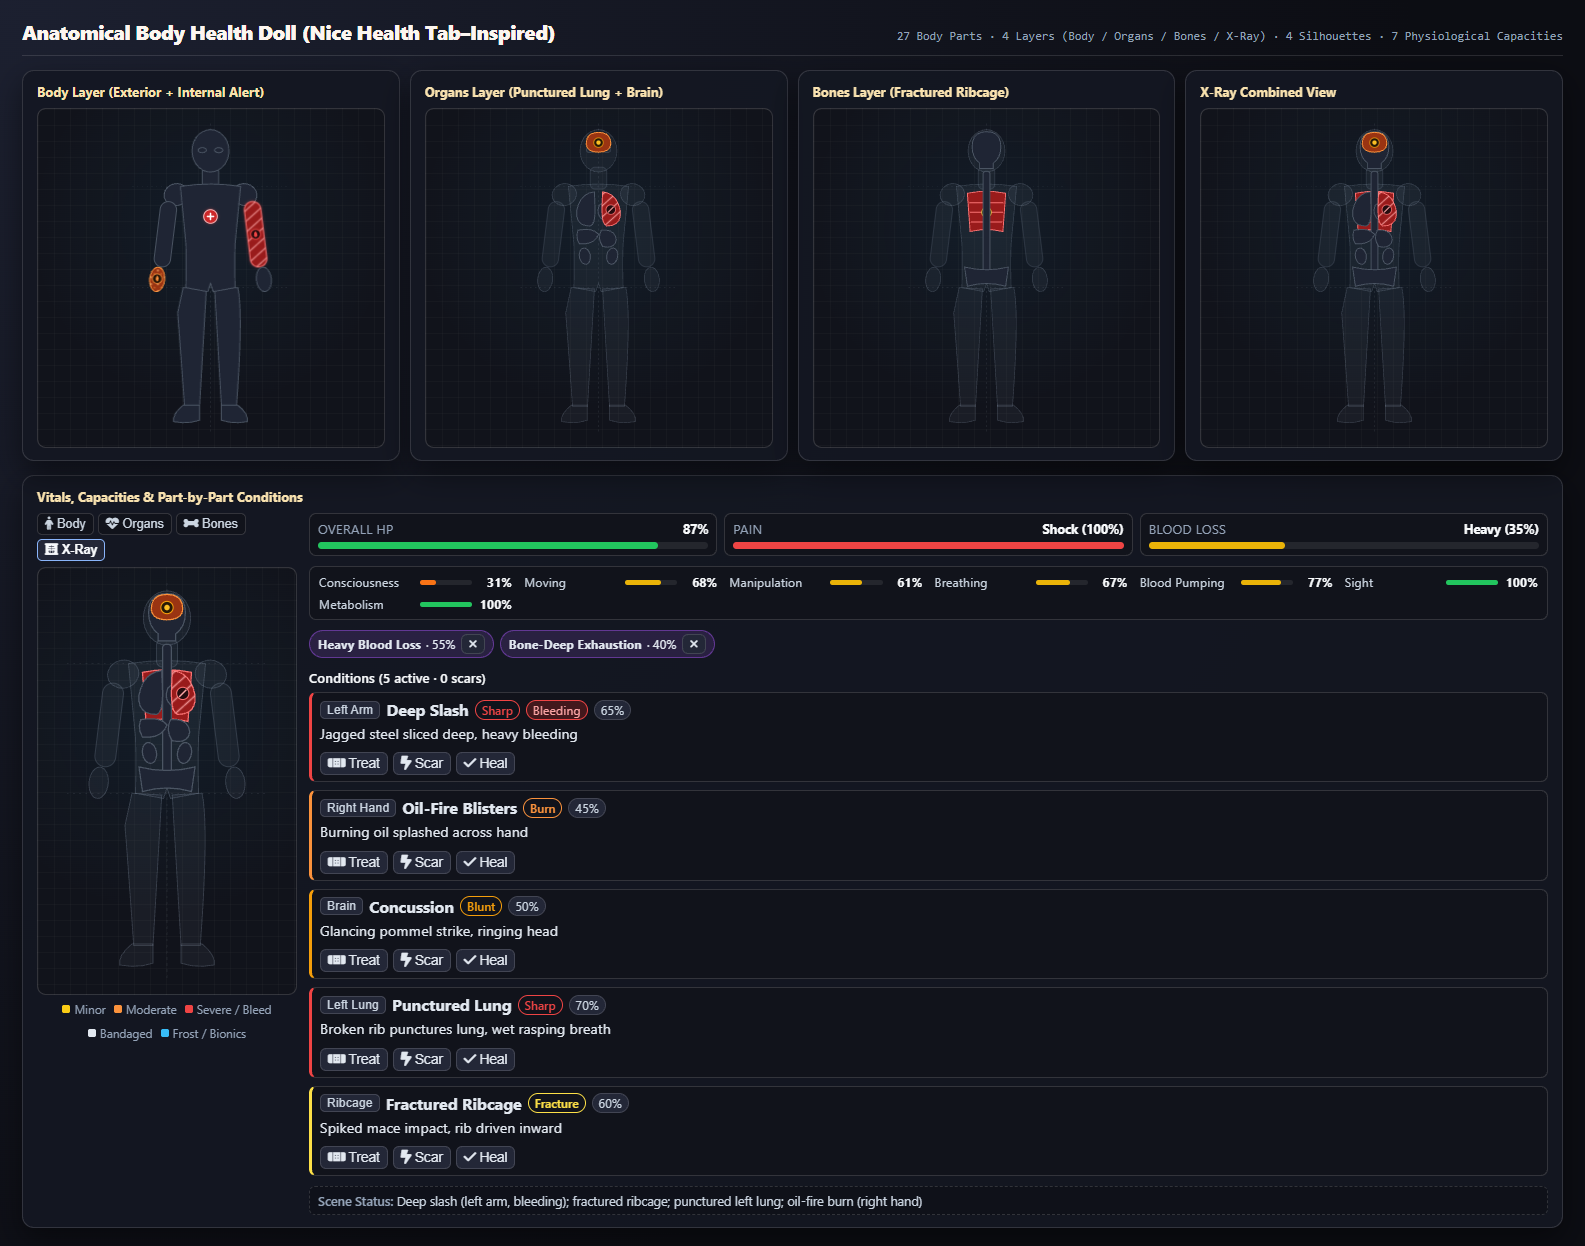 Anatomical Body Health Doll (Nice Health Tab–Inspired)
27 Body Parts · 4 Layers (Body / Organs / Bones / X-Ray) · 4 Silhouettes · 7 Physiological Capacities
Body Layer (Exterior + Internal Alert)
Organs Layer (Punctured Lung + Brain)
Bones Layer (Fractured Ribcage)
X-Ray Combined View
Vitals, Capacities & Part-by-Part Conditions
Body
Organs
Bones
X-Ray
Minor
Moderate
Severe / Bleed
Bandaged
Frost / Bionics
OVERALL HP 87%
PAIN Shock (100%)
BLOOD LOSS Heavy (35%)
Consciousness 31% Moving 68% Manipulation 61% Breathing 67% Blood Pumping 77% Sight 100%
Metabolism 100%
Heavy Blood Loss · 55% ✕
Bone-Deep Exhaustion · 40% ✕
Conditions (5 active · 0 scars)
Left Arm Deep Slash Sharp Bleeding 65%
Jagged steel sliced deep, heavy bleeding
Treat Scar Heal
Right Hand Oil-Fire Blisters Burn 45%
Burning oil splashed across hand
Treat Scar Heal
Brain Concussion Blunt 50%
Glancing pommel strike, ringing head
Treat Scar Heal
Left Lung Punctured Lung Sharp 70%
Broken rib punctures lung, wet rasping breath
Treat Scar Heal
Ribcage Fractured Ribcage Fracture 60%
Spiked mace impact, rib driven inward
Treat Scar Heal
Scene Status: Deep slash (left arm, bleeding); fractured ribcage; punctured left lung; oil-fire burn (right hand)